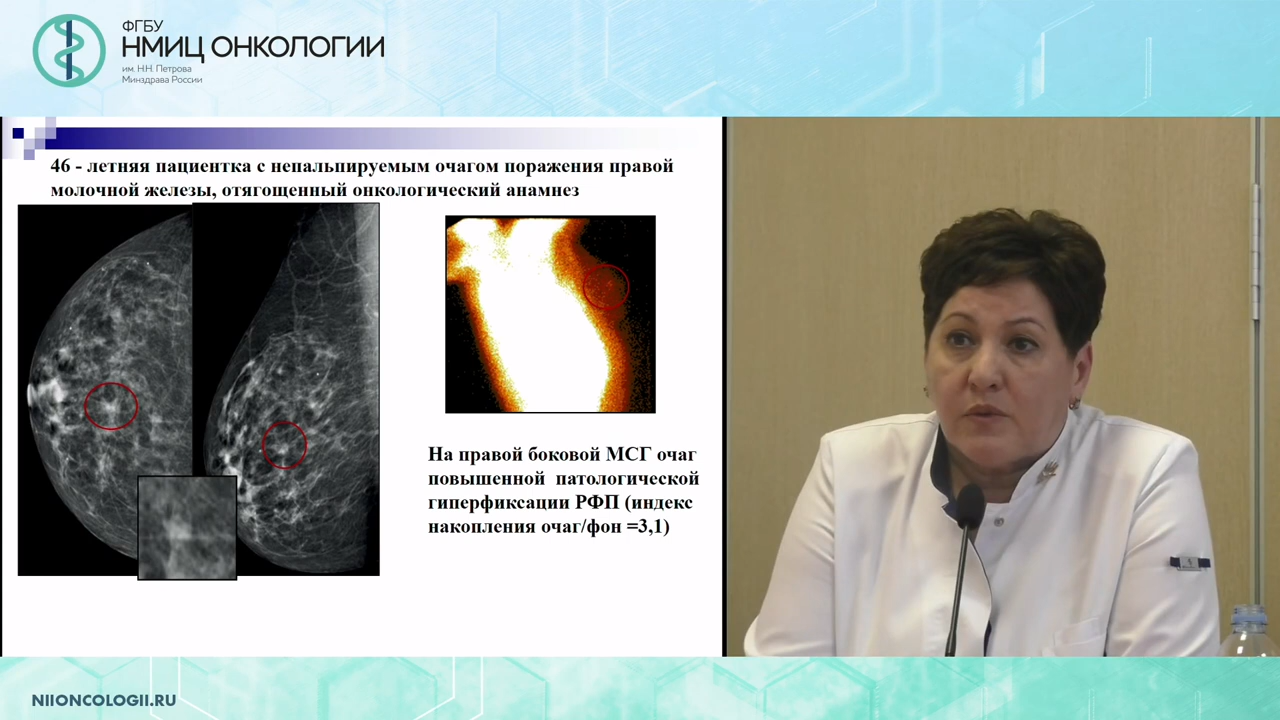 ФГБУ
НМИЦ ОНКОЛОГИИ
им. Н.Н. Петрова
Минздрава России
46 - летняя пациентка с непальпируемым очагом поражения правой
молочной железы, отягощенный онкологический анамнез
На правой боковой МСГ очаг
повышенной патологической
гиперфиксации РФП (индекс
накопления очаг/фон =3,1)
NIIONCOLOGII.RU